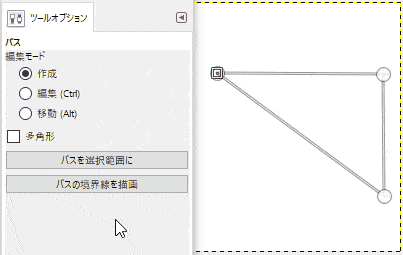 ツールオプション
パス
編集モード
作成
編集 (Ctrl)
移動 (Alt)
多角形
パスを選択範囲に
パスの境界線を描画